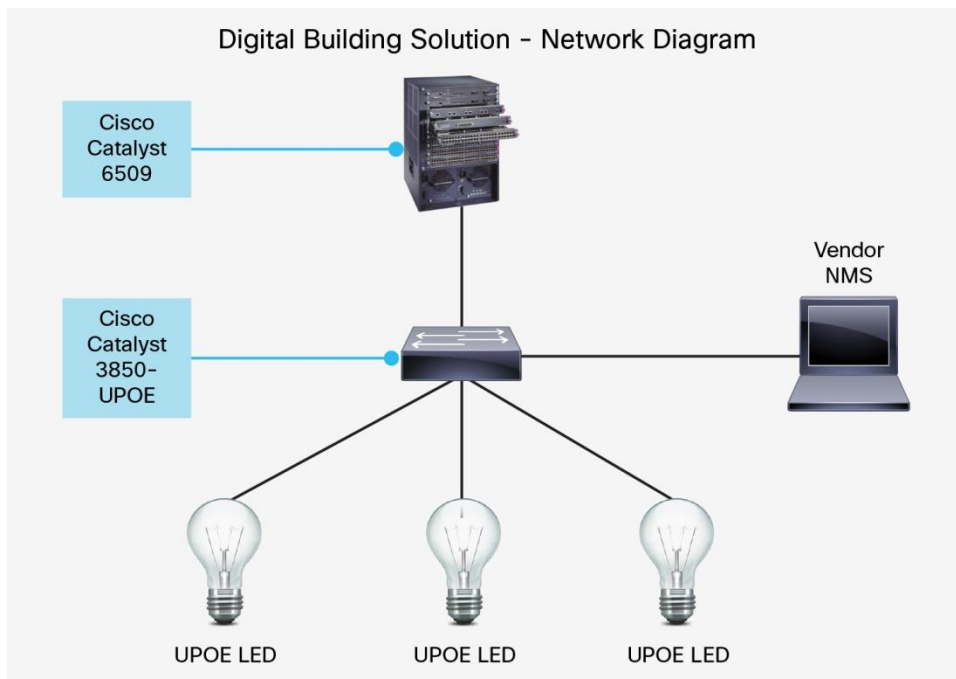 Digital Building Solution – Network Diagram
Cisco
Catalyst
6509
Vendor
NMS
Cisco
Catalyst
3850-
UPOE
UPOE LED
UPOE LED
UPOE LED